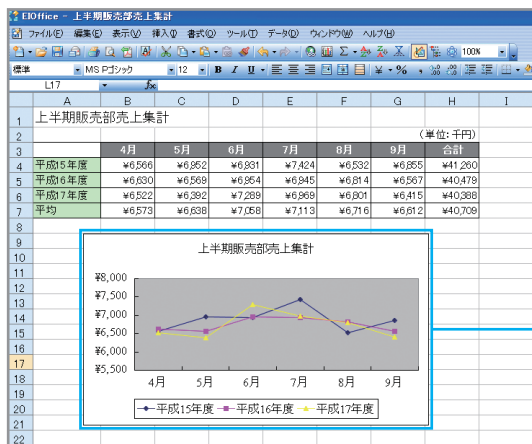 EIOffice - 上半期販売部売上集計
ファイル(F) 編集(E) 表示(V) 挿入(I) 書式(O) ツール(T) データ(D) ウィンドウ(W) ヘルプ(H)
100%
標準 MS Pゴシック 12 B I U
L17 fx
A B C D E F G H I
1 上半期販売部売上集計
2 (単位:千円)
3 4月 5月 6月 7月 8月 9月 合計
4 平成15年度 ¥6,566 ¥6,952 ¥6,931 ¥7,424 ¥6,532 ¥6,855 ¥41,260
5 平成16年度 ¥6,630 ¥6,569 ¥6,954 ¥6,945 ¥6,814 ¥6,567 ¥40,479
6 平成17年度 ¥6,522 ¥6,392 ¥7,289 ¥6,969 ¥6,801 ¥6,415 ¥40,388
7 平均 ¥6,573 ¥6,638 ¥7,058 ¥7,113 ¥6,716 ¥6,612 ¥40,709
8
9
上半期販売部売上集計
10
11
¥8,000
12
¥7,500
13
¥7,000
14
¥6,500
15
¥6,000
16
¥5,500
17
4月 5月 6月 7月 8月 9月
18
19
平成15年度 平成16年度 平成17年度
20
21
22